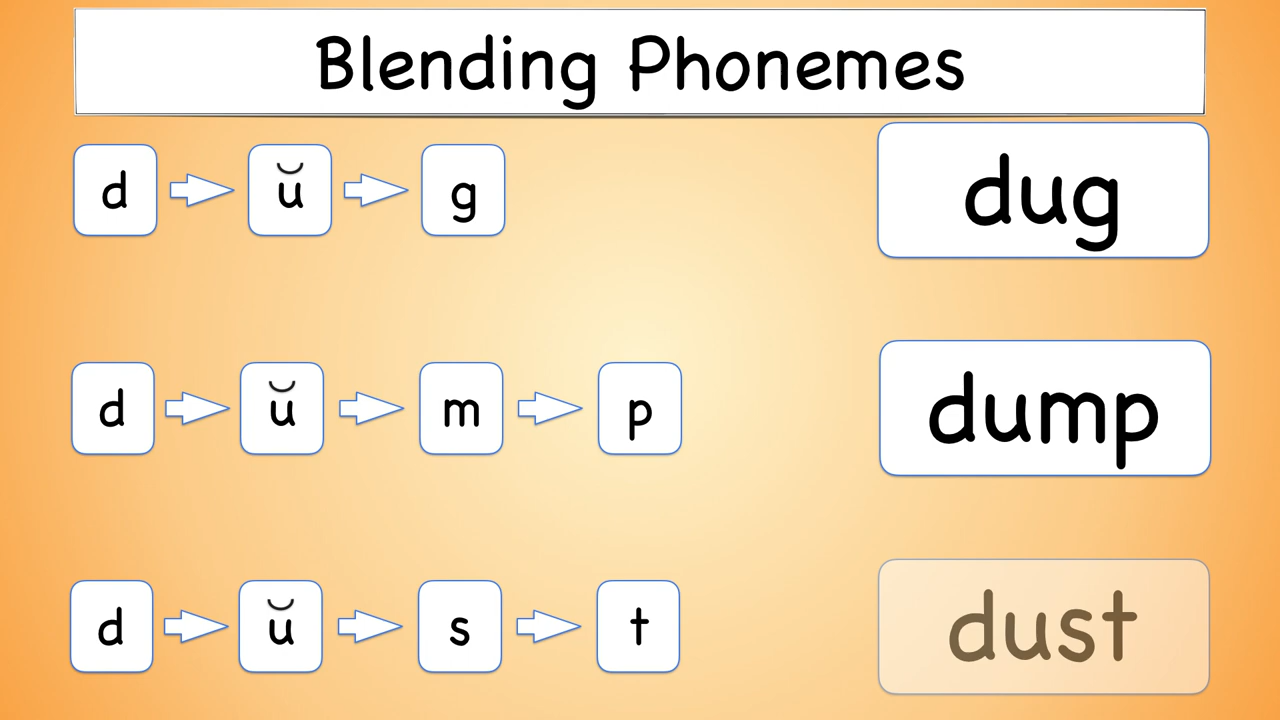 Blending Phonemes
d ŭ g dug
d ŭ m p dump
d ŭ s t dust